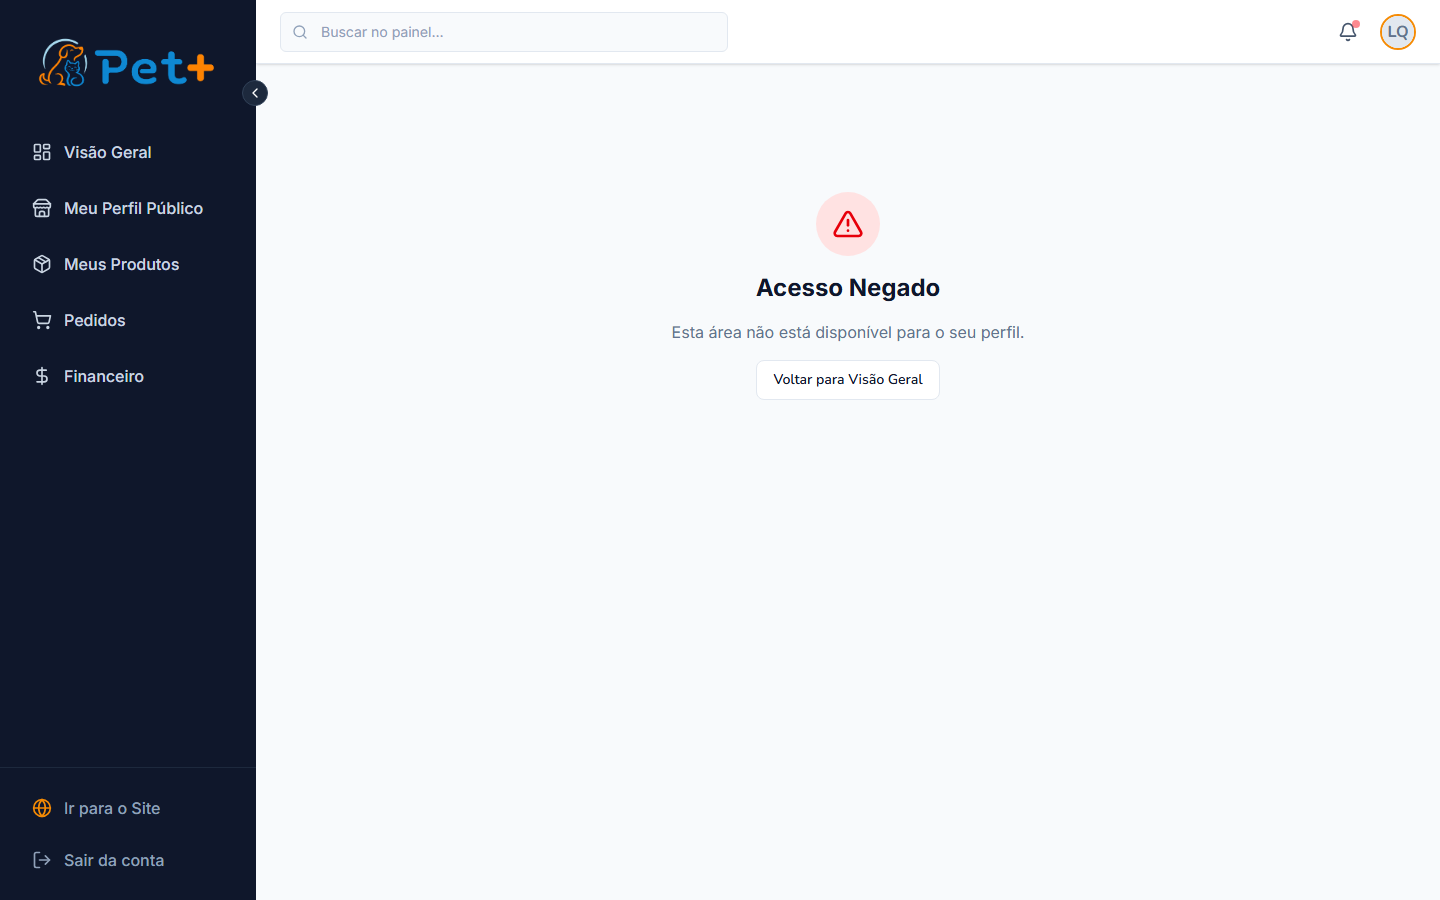 Pet+
Buscar no painel...
LQ
Visão Geral
Meu Perfil Público
Meus Produtos
Pedidos
Financeiro
Acesso Negado
Esta área não está disponível para o seu perfil.
Voltar para Visão Geral
Ir para o Site
Sair da conta